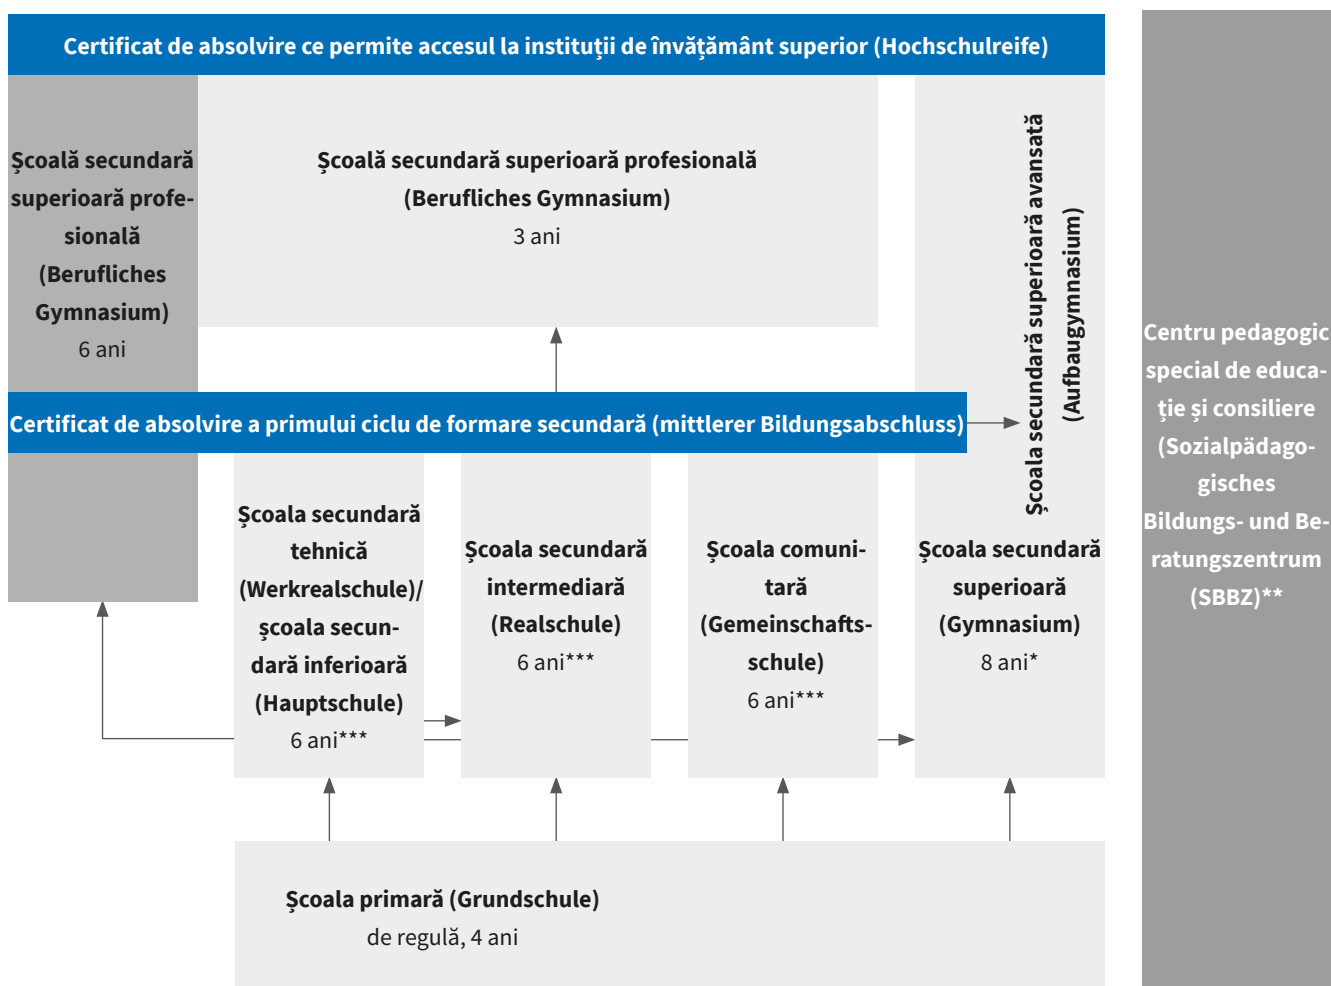 Certificat de absolvire ce permite accesul la instituții de învățământ superior (Hochschulreife)
Școală secundară
superioară profe-
sională
(Berufliches
Gymnasium)
6 ani
Școală secundară superioară profesională
(Berufliches Gymnasium)
3 ani
Școala secundară superioară avansată
(Aufbaugymnasium)
Certificat de absolvire a primului ciclu de formare secundară (mittlerer Bildungsabschluss)
Școala secundară
tehnică
(Werkrealschule)/
școala secun-
dară inferioară
(Hauptschule)
6 ani***
Școala secundară
intermediară
(Realschule)
6 ani***
Școala comuni-
tară
(Gemeinschafts-
schule)
6 ani***
Școala secundară
superioară
(Gymnasium)
8 ani*
Școala primară (Grundschule)
de regulă, 4 ani
Centru pedagogic
special de educa-
ție și consiliere
(Sozialpädago-
gisches
Bildungs- und Be-
ratungszentrum
(SBBZ)**